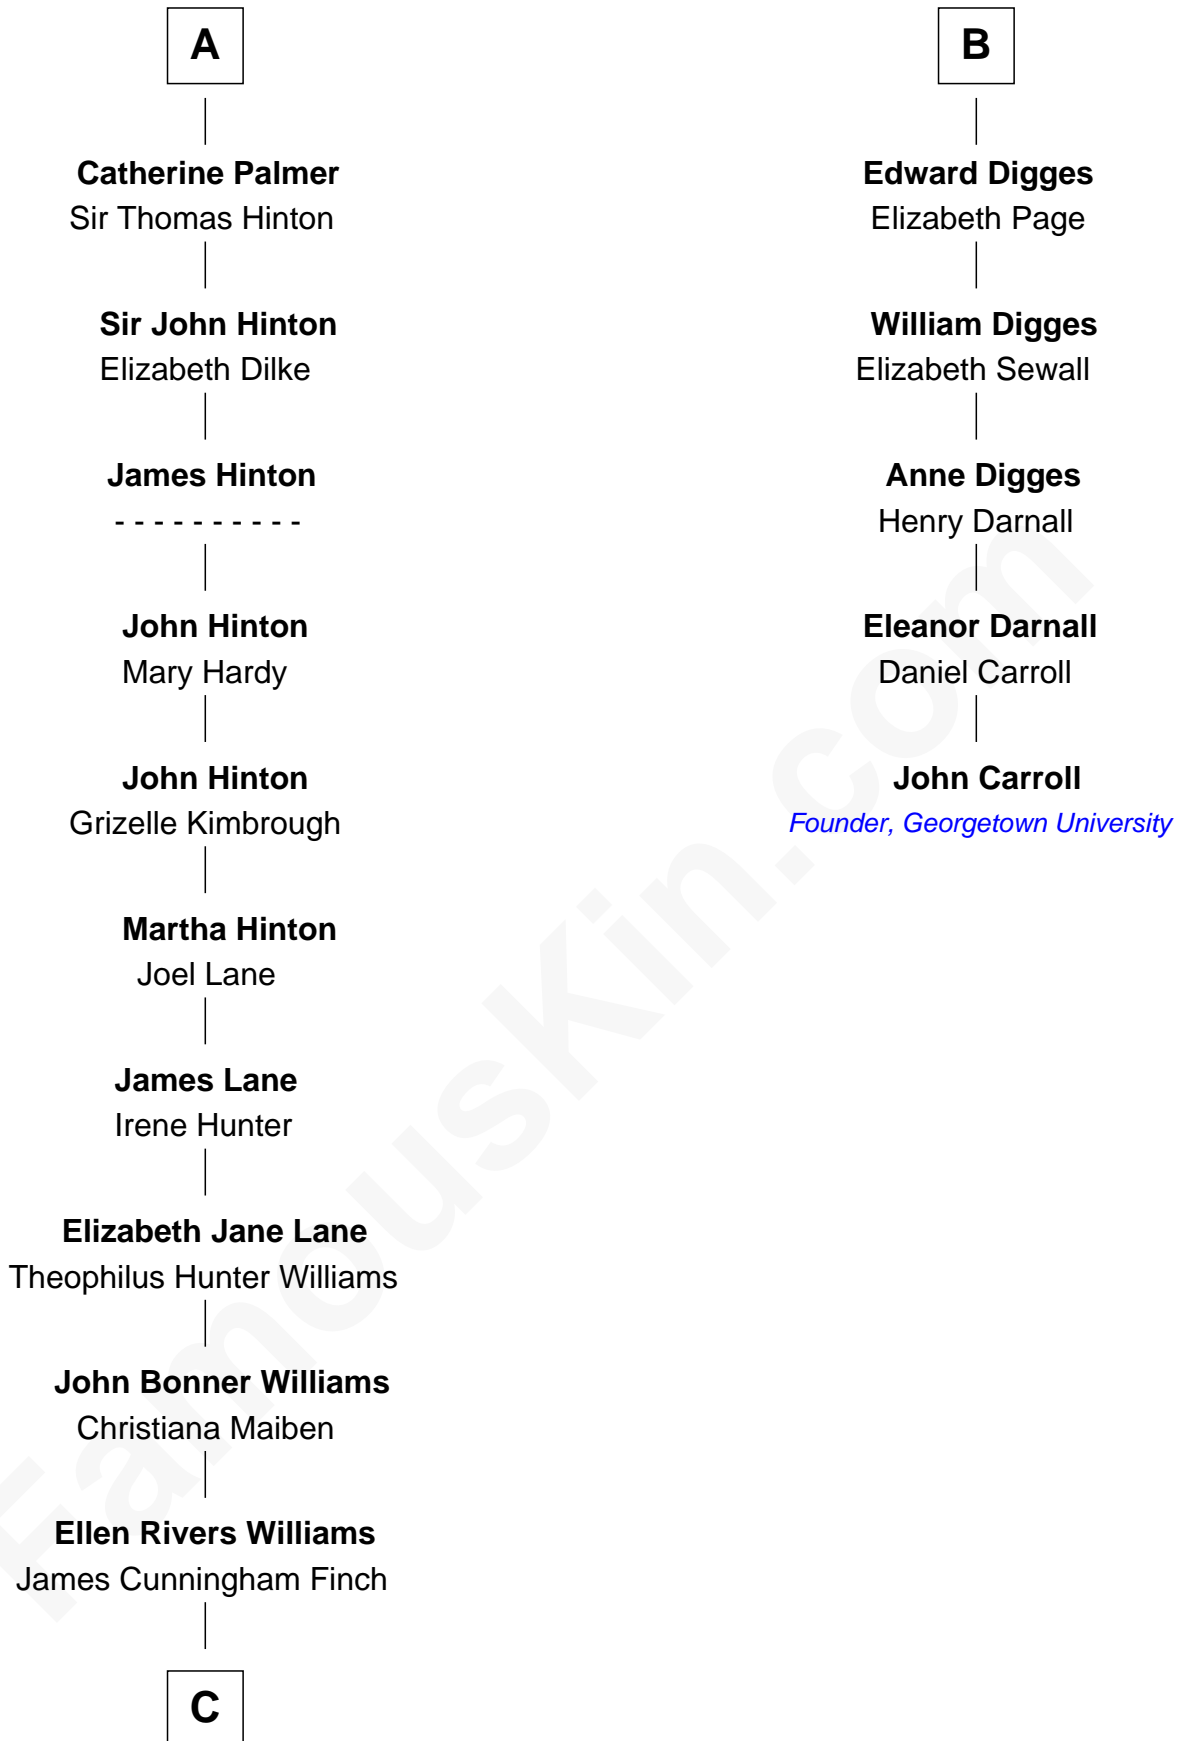 A
Catherine Palmer
Sir Thomas Hinton
Sir John Hinton
Elizabeth Dilke
James Hinton
- - - - - - - - - -
John Hinton
Mary Hardy
John Hinton
Grizelle Kimbrough
Martha Hinton
Joel Lane
James Lane
Irene Hunter
Elizabeth Jane Lane
Theophilus Hunter Williams
John Bonner Williams
Christiana Maiben
Ellen Rivers Williams
James Cunningham Finch
C
B
Edward Digges
Elizabeth Page
William Digges
Elizabeth Sewall
Anne Digges
Henry Darnall
Eleanor Darnall
Daniel Carroll
John Carroll
Founder, Georgetown University
FamousKin.com